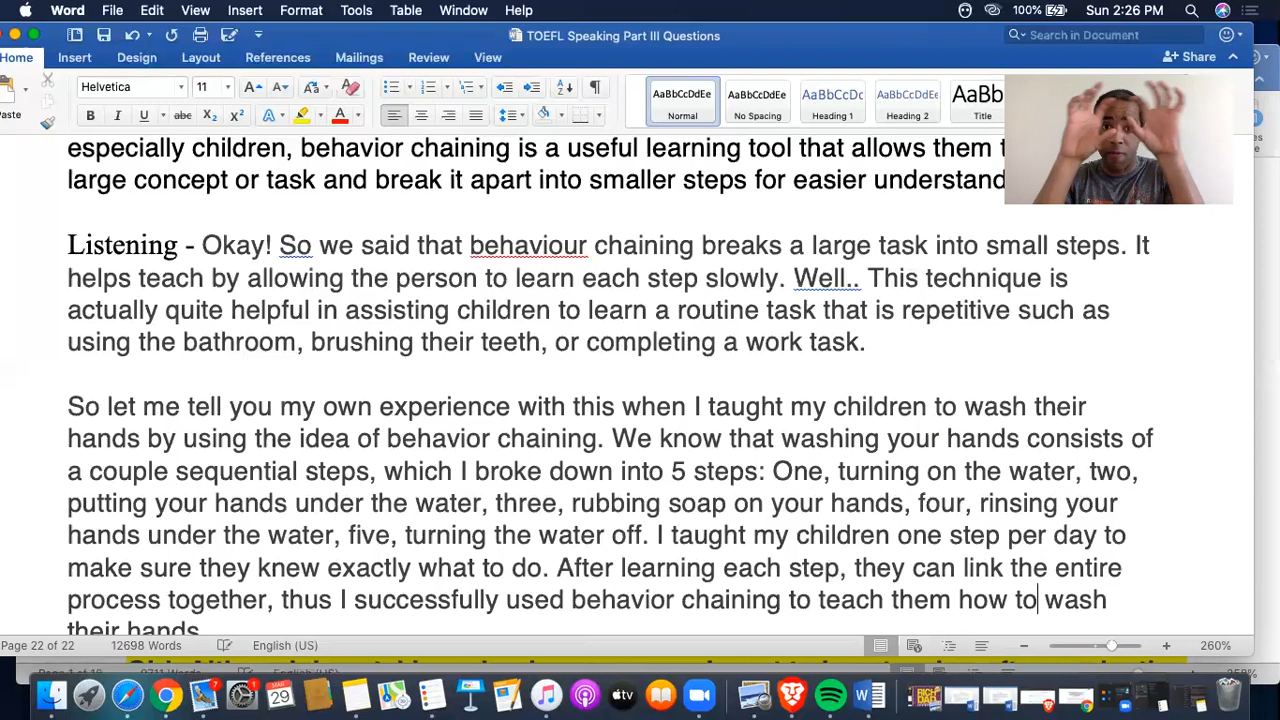 Word File Edit View Insert Format Tools Table Window Help 100% Sun 2:26 PM
TOEFL Speaking Part III Questions Search in Document
Home Insert Design Layout References Mailings Review View Share
Helvetica 11 A A Aa A AaBbCcDdEe AaBbCcDdEe AaBbCcDc AaBbCcDdEe AaBbC
B I U abc X2 X2 A A Normal No Spacing Heading 1 Heading 2 Title
especially children, behavior chaining is a useful learning tool that allows them
large concept or task and break it apart into smaller steps for easier understand
Listening - Okay! So we said that behaviour chaining breaks a large task into small steps. It
helps teach by allowing the person to learn each step slowly. Well.. This technique is
actually quite helpful in assisting children to learn a routine task that is repetitive such as
using the bathroom, brushing their teeth, or completing a work task.
So let me tell you my own experience with this when I taught my children to wash their
hands by using the idea of behavior chaining. We know that washing your hands consists of
a couple sequential steps, which I broke down into 5 steps: One, turning on the water, two,
putting your hands under the water, three, rubbing soap on your hands, four, rinsing your
hands under the water, five, turning the water off. I taught my children one step per day to
make sure they knew exactly what to do. After learning each step, they can link the entire
process together, thus I successfully used behavior chaining to teach them how to wash
their hands.
Page 22 of 22 12698 Words English (US) 260%